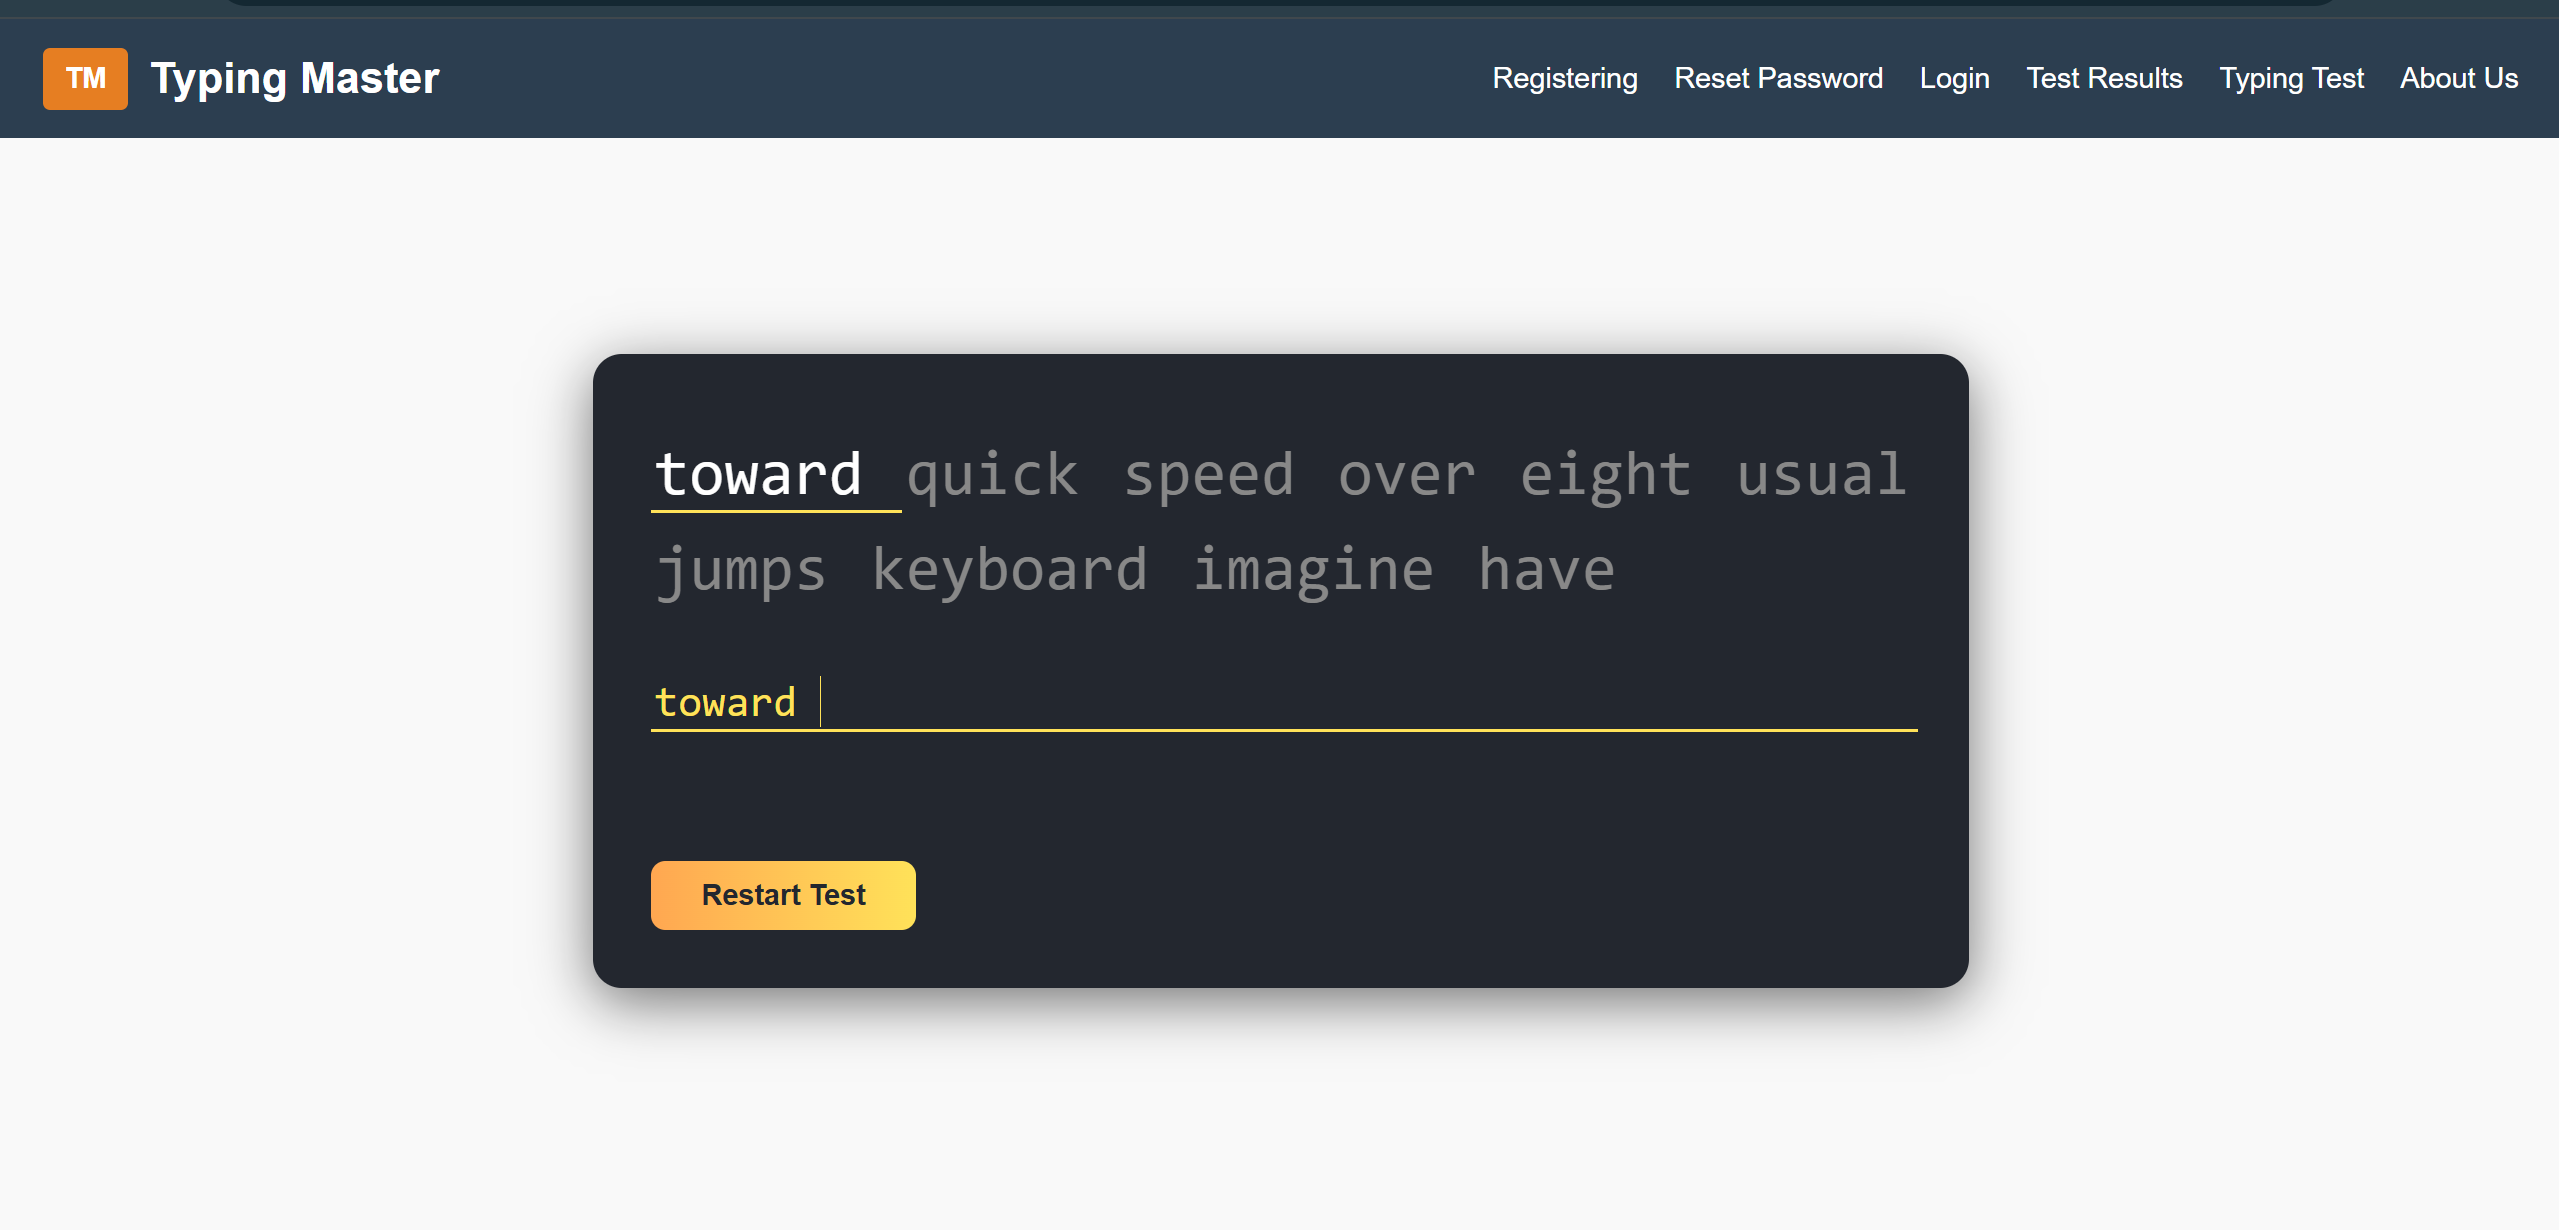 TM Typing Master Registering Reset Password Login Test Results Typing Test About Us
toward quick speed over eight usual
jumps keyboard imagine have
toward
Restart Test